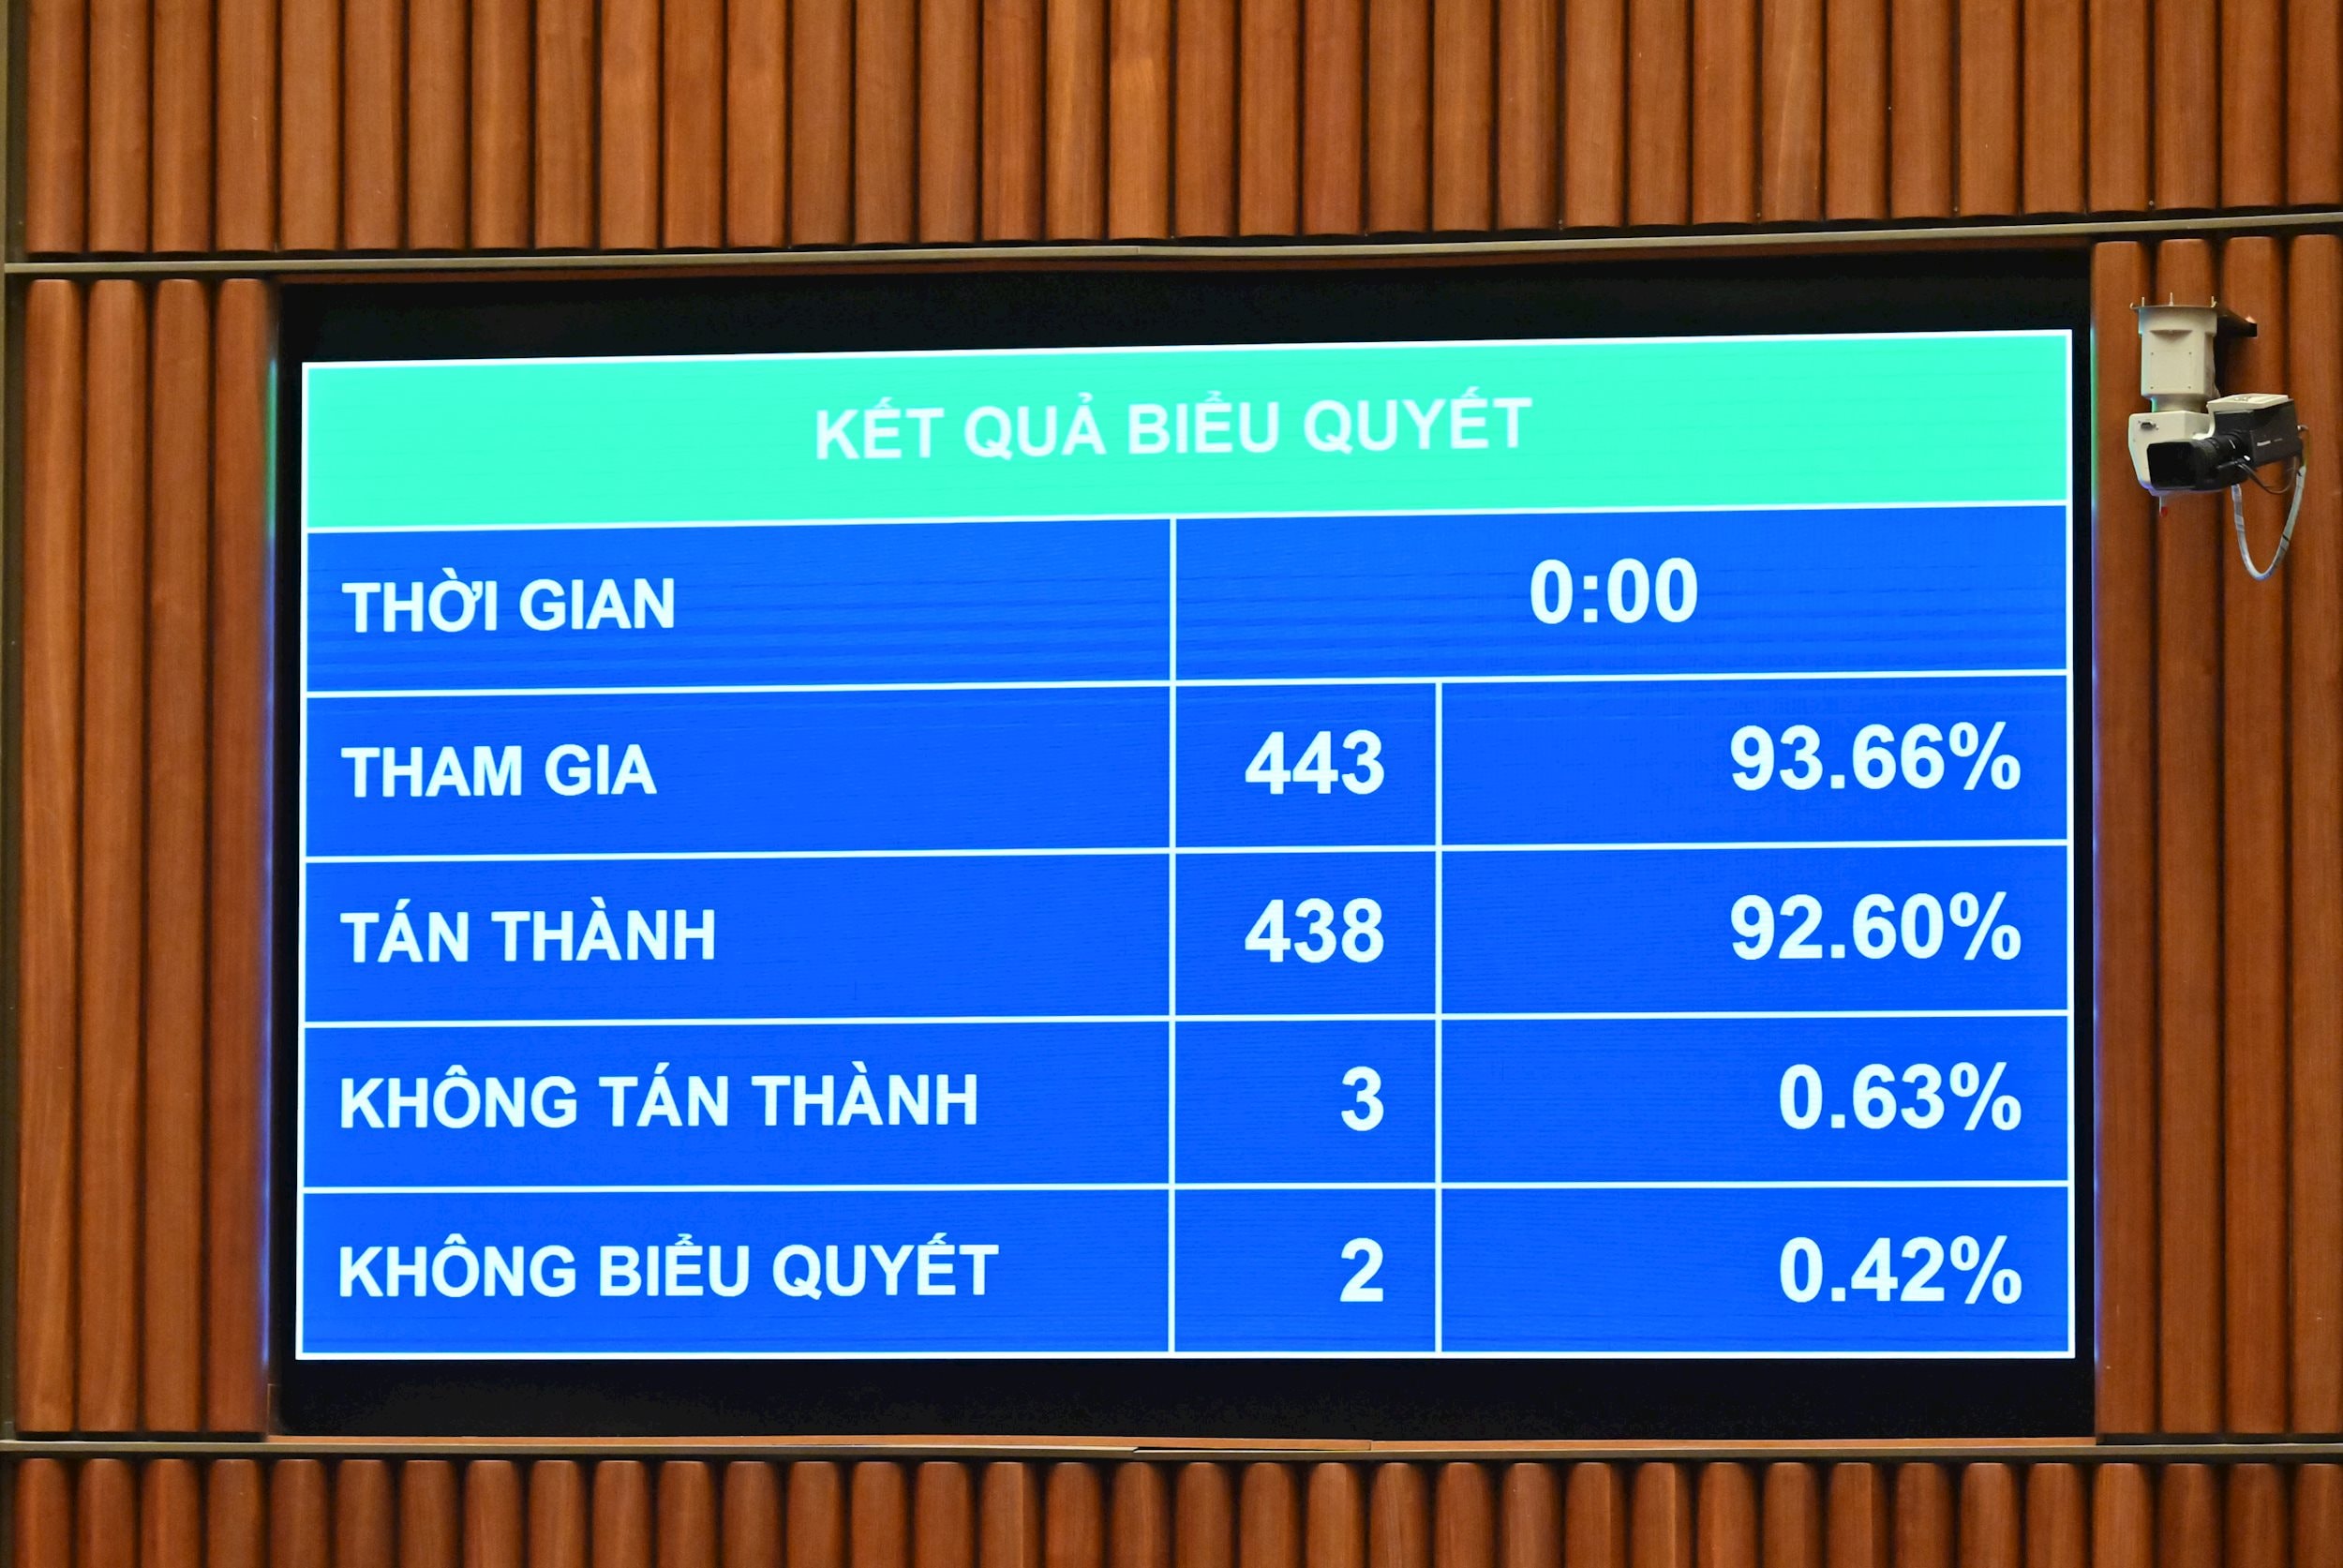 KẾT QUẢ BIỂU QUYẾT
THỜI GIAN 0:00
THAM GIA 443 93.66%
TÁN THÀNH 438 92.60%
KHÔNG TÁN THÀNH 3 0.63%
KHÔNG BIỂU QUYẾT 2 0.42%